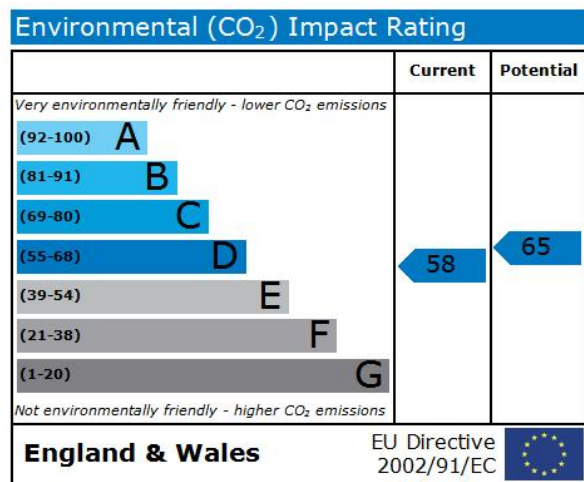 Environmental (CO₂) Impact Rating
Current Potential
Very environmentally friendly - lower CO₂ emissions
(92-100) A
(81-91) B
(69-80) C
(55-68) D
58
65
(39-54) E
(21-38) F
(1-20) G
Not environmentally friendly - higher CO₂ emissions
England & Wales
EU Directive
2002/91/EC